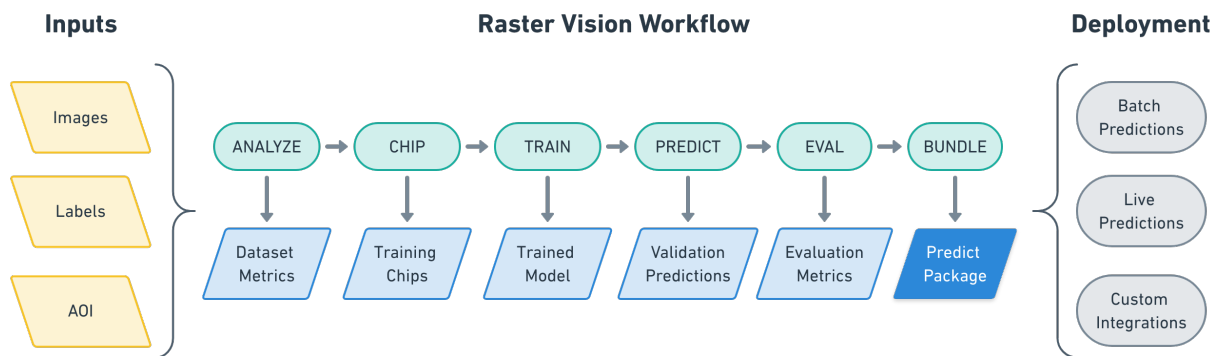 Inputs
Raster Vision Workflow
Deployment
Images
Labels
AOI
ANALYZE
CHIP
TRAIN
PREDICT
EVAL
BUNDLE
Dataset
Metrics
Training
Chips
Trained
Model
Validation
Predictions
Evaluation
Metrics
Predict
Package
Batch
Predictions
Live
Predictions
Custom
Integrations